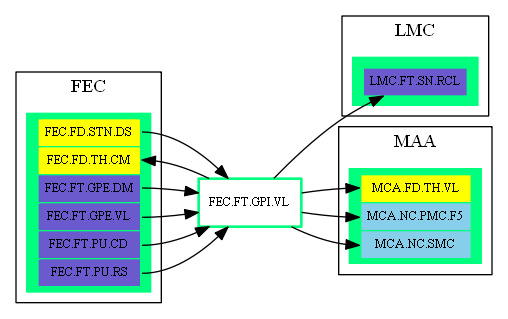 FEC
FEC.FD.STN.DS
FEC.FD.TH.CM
FEC.FT.GPE.DM
FEC.FT.GPE.VL
FEC.FT.PU.CD
FEC.FT.PU.RS
FEC.FT.GPI.VL
LMC
LMC.FT.SN.RCL
MAA
MCA.FD.TH.VL
MCA.NC.PMC.F5
MCA.NC.SMC